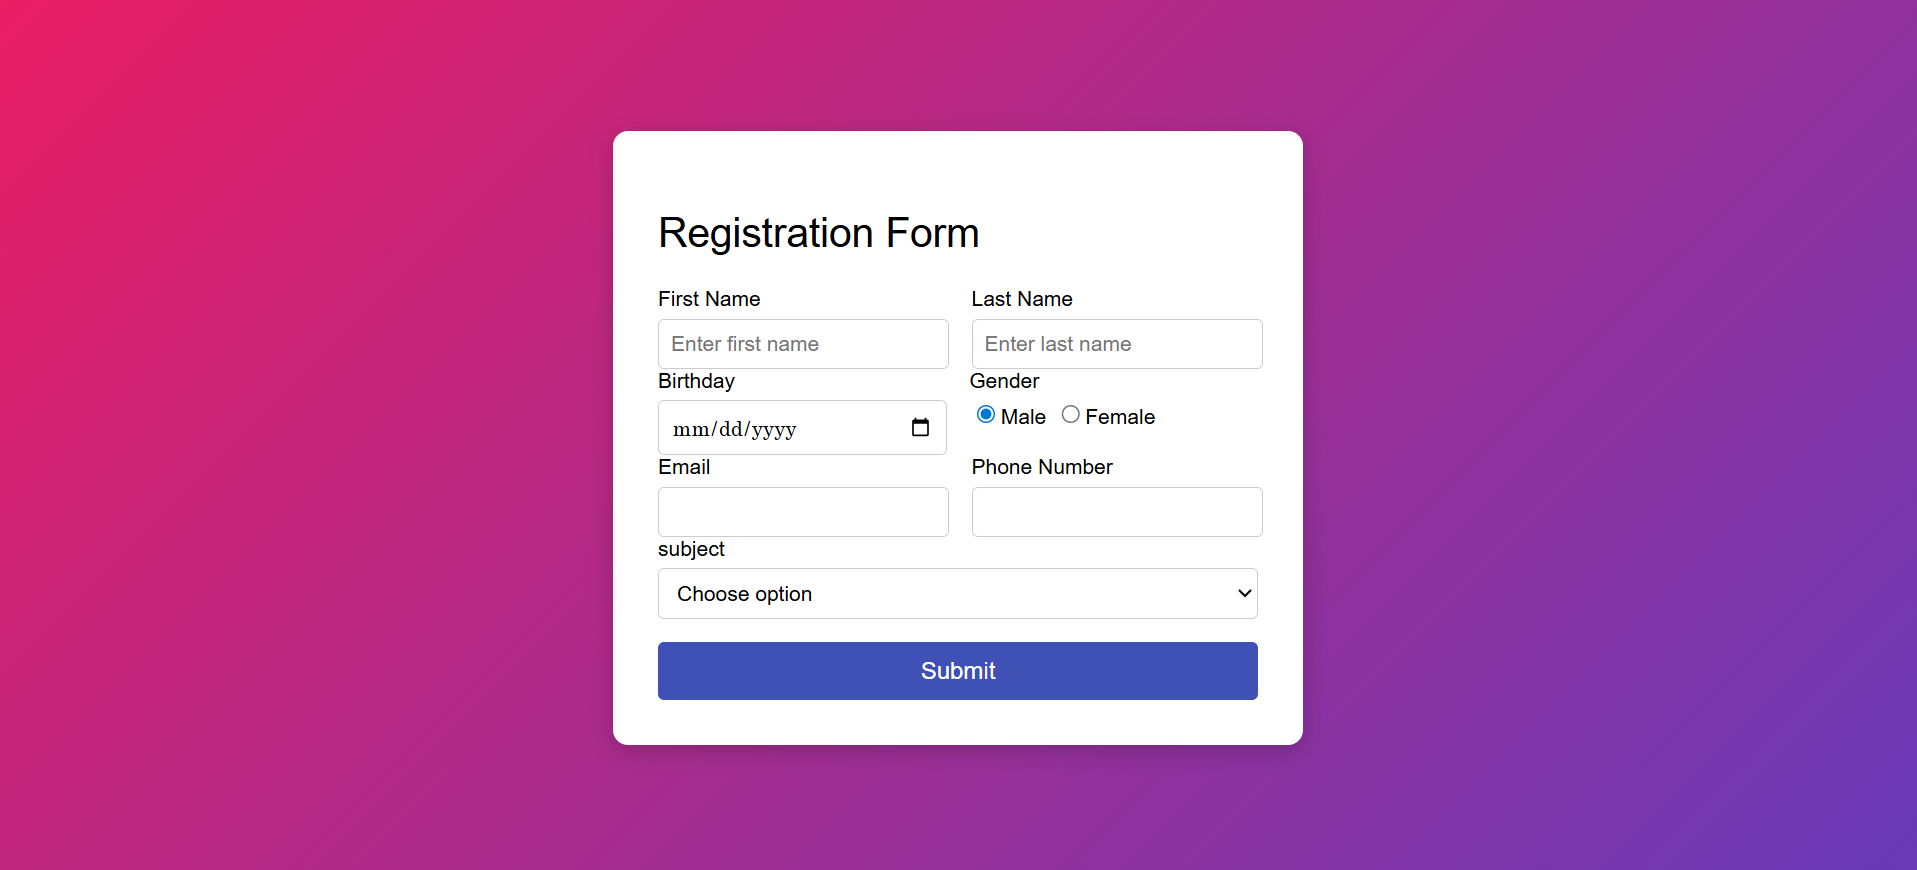 Registration Form
First Name Last Name
Enter first name Enter last name
Birthday Gender
mm/dd/yyyy Male Female
Email Phone Number
subject
Choose option
Submit